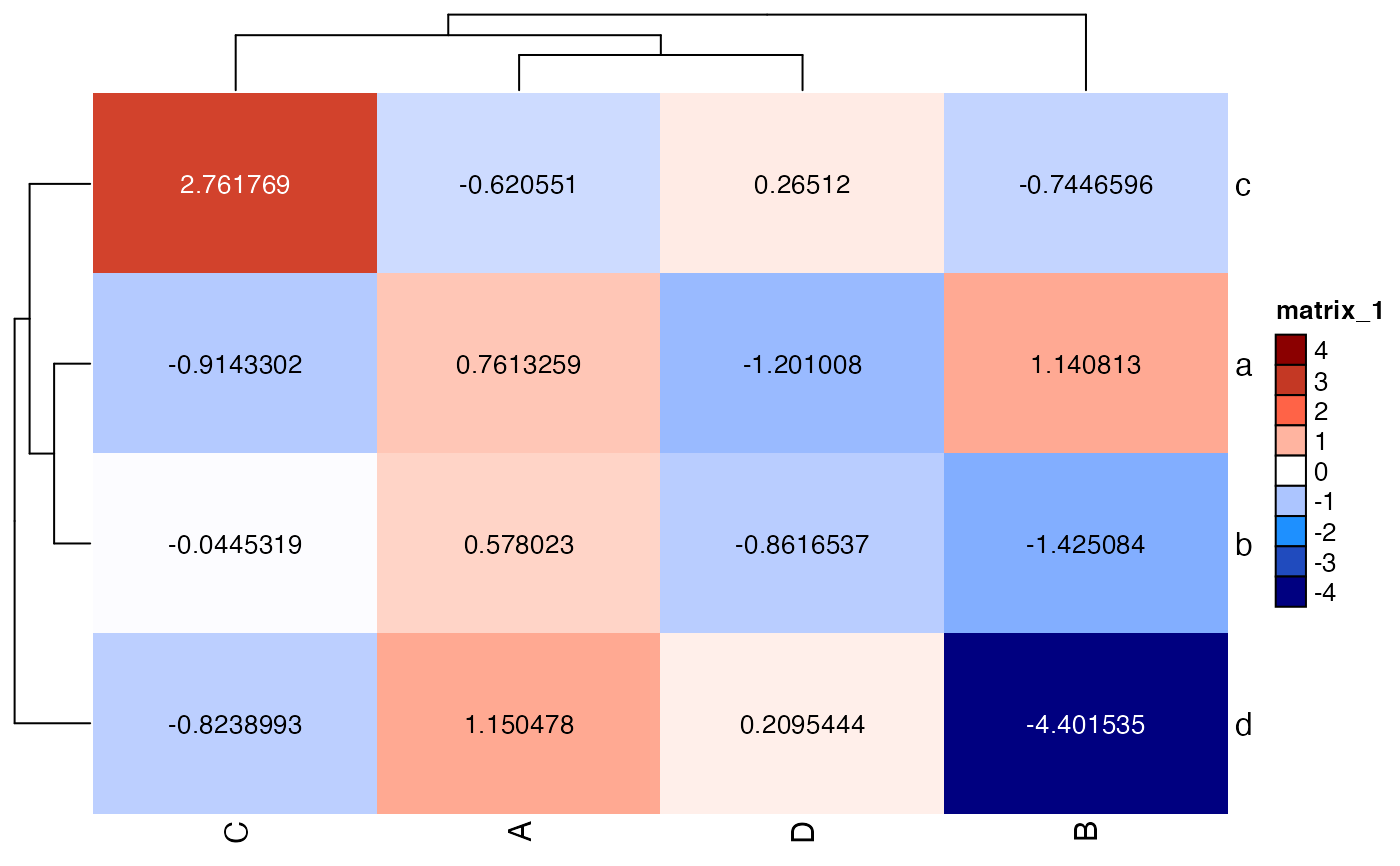 2.761769 -0.620551 0.26512 -0.7446596 c
-0.9143302 0.7613259 -1.201008 1.140813 a
-0.0445319 0.578023 -0.8616537 -1.425084 b
-0.8238993 1.150478 0.2095444 -4.401535 d
C A D B
matrix_1
4
3
2
1
0
-1
-2
-3
-4